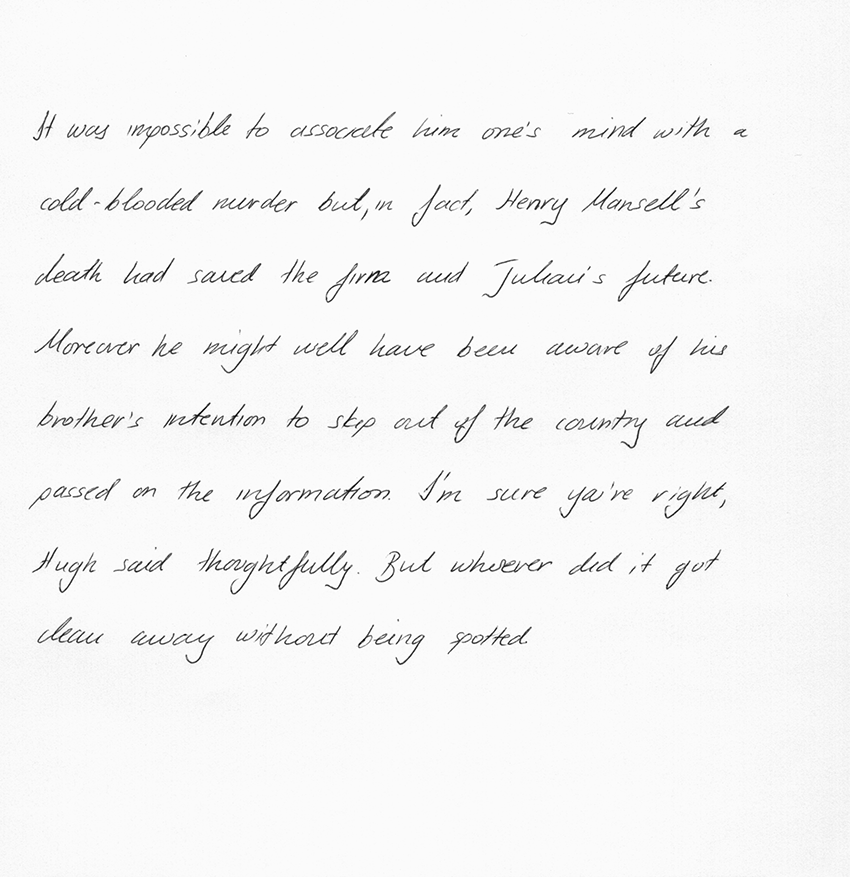 It was impossible to associate him one's mind with a
cold-blooded murder but, in fact, Henry Mansell's
death had saved the firm and Julian's future.
Moreover he might well have been aware of his
brother's intention to skip out of the country and
passed on the information. I'm sure you're right,
Hugh said thoughtfully. But whoever did it got
clean away without being spotted.